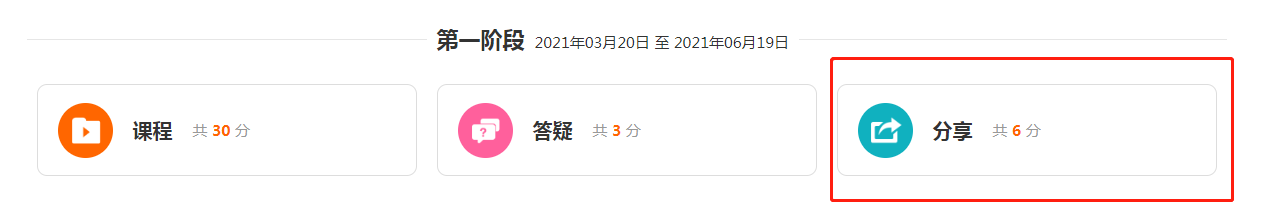 第一阶段 2021年03月20日 至 2021年06月19日
课程 共 30 分
答疑 共 3 分
分享 共 6 分